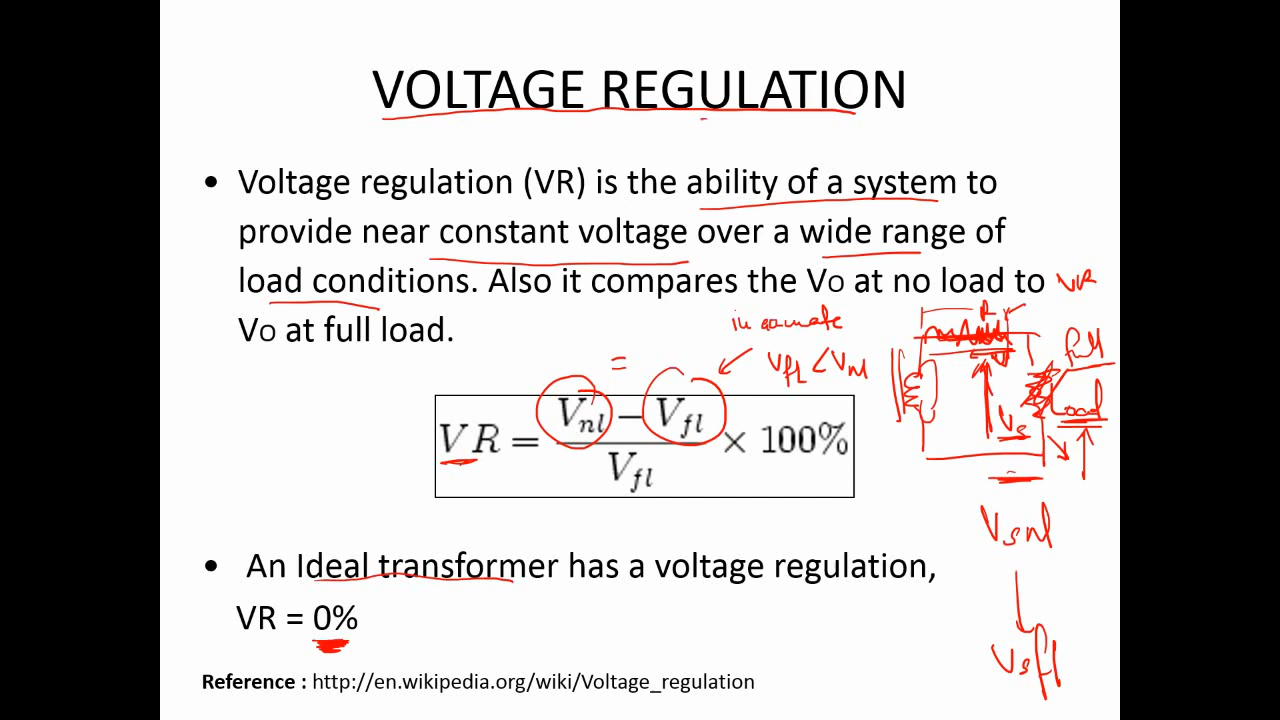 VOLTAGE REGULATION
• Voltage regulation (VR) is the ability of a system to
provide near constant voltage over a wide range of
load conditions. Also it compares the Vo at no load to
VR
Vo at full load.
=
Vfl < Vnl
R
full
Load
Vs
VR = (Vnl − Vfl) / Vfl × 100%
Vsnl
• An Ideal transformer has a voltage regulation,
VR = 0%
Vsfl
Reference : http://en.wikipedia.org/wiki/Voltage_regulation